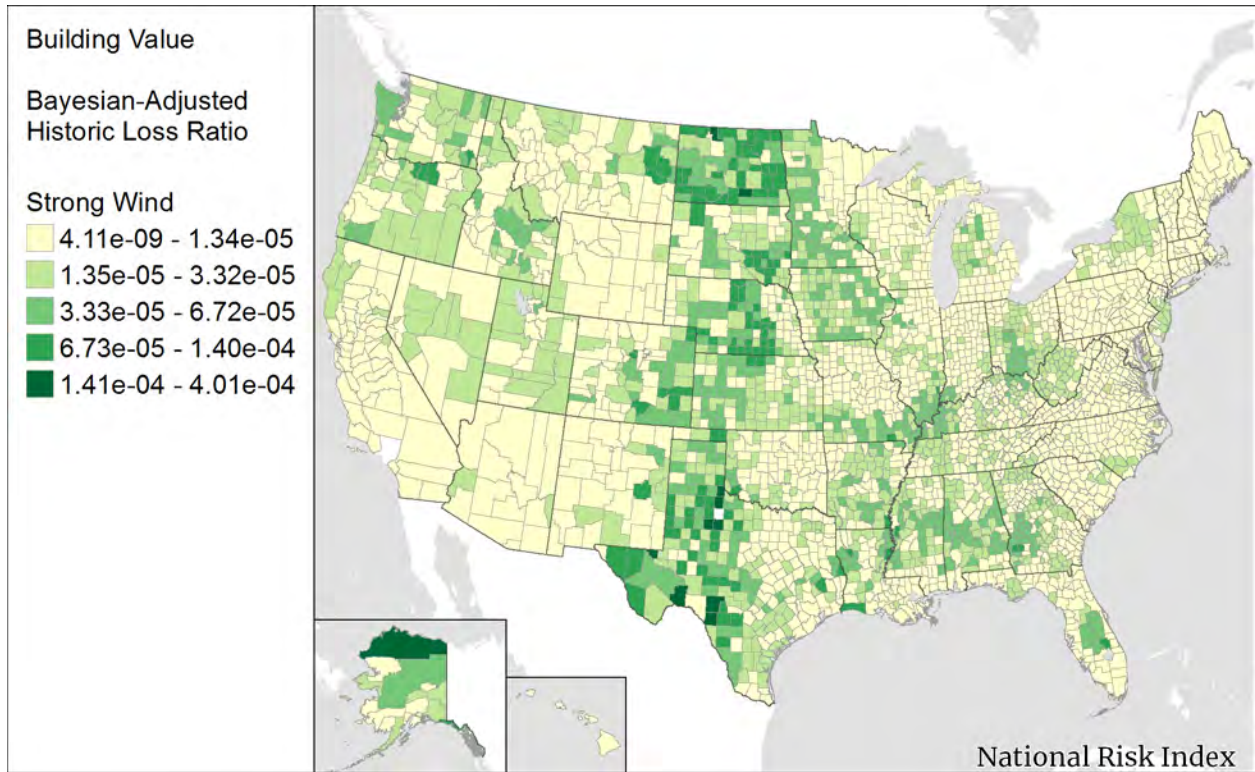 Building Value
Bayesian-Adjusted
Historic Loss Ratio
Strong Wind
4.11e-09 - 1.34e-05
1.35e-05 - 3.32e-05
3.33e-05 - 6.72e-05
6.73e-05 - 1.40e-04
1.41e-04 - 4.01e-04
National Risk Index